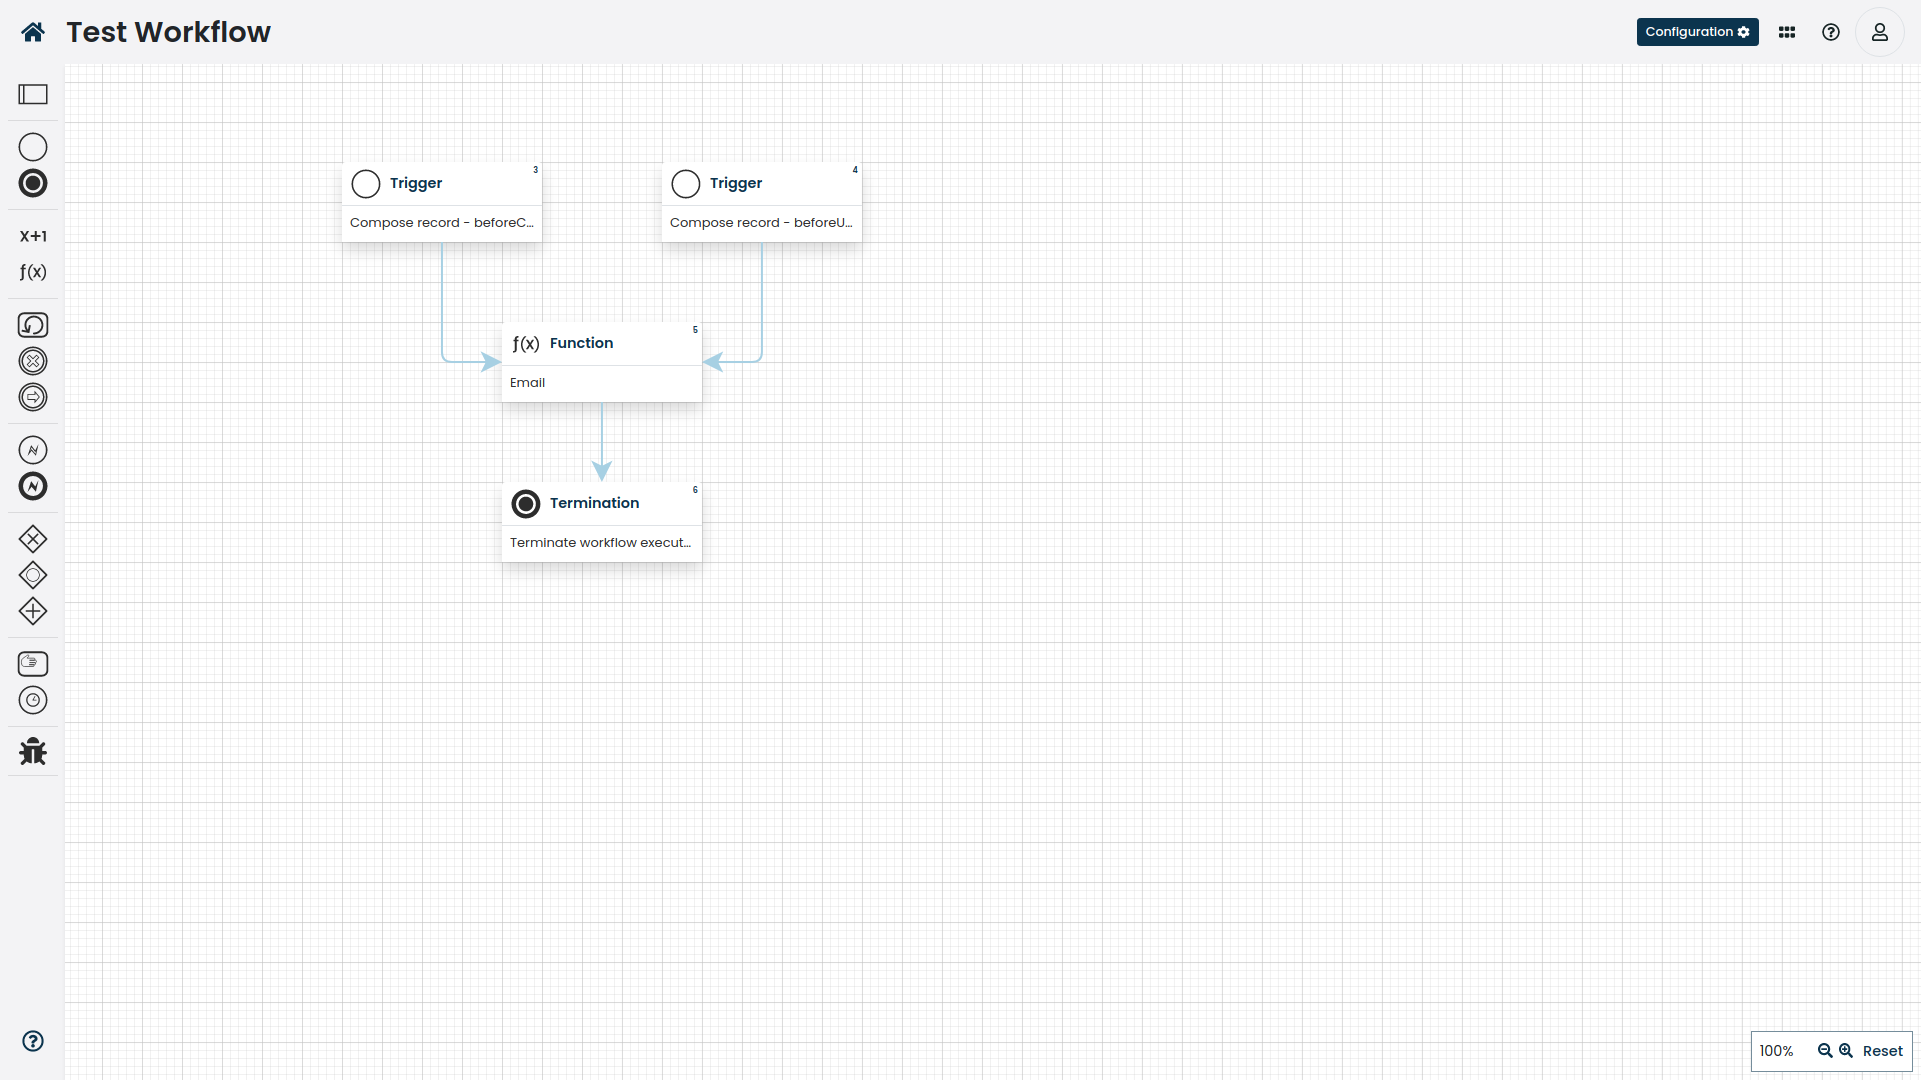 Test Workflow
Configuration
3
Trigger
Compose record - beforeC...
4
Trigger
Compose record - beforeU...
X+1
ƒ(x)
5
ƒ(x) Function
Email
6
Termination
Terminate workflow execut...
100% Reset